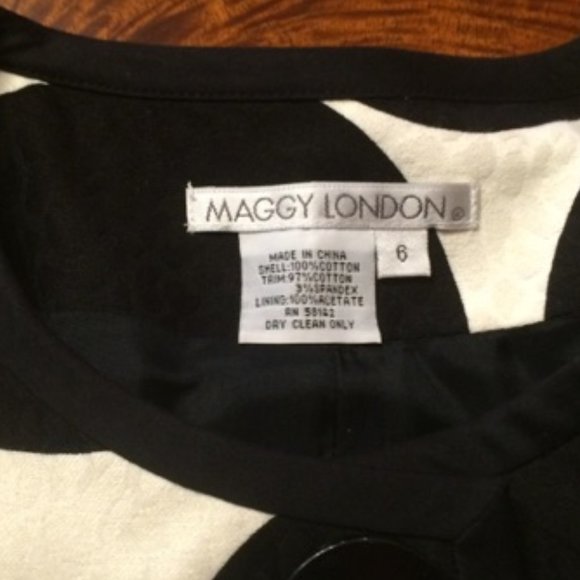 MAGGY LONDON®
6
MADE IN CHINA
SHELL:100%COTTON
TRIM:97%COTTON
3%SPANDEX
LINING:100%ACETATE
RN 58142
DRY CLEAN ONLY